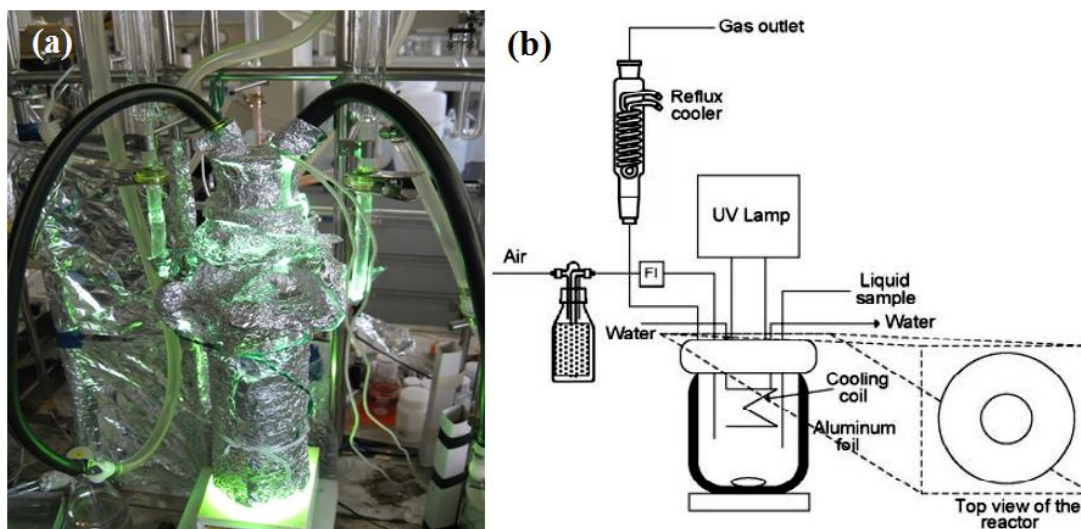 (a)
(b)
Gas outlet
Reflux
cooler
UV Lamp
Air
FI
Liquid
sample
Water
Water
Cooling
coil
Aluminum
foil
Top view of the
reactor